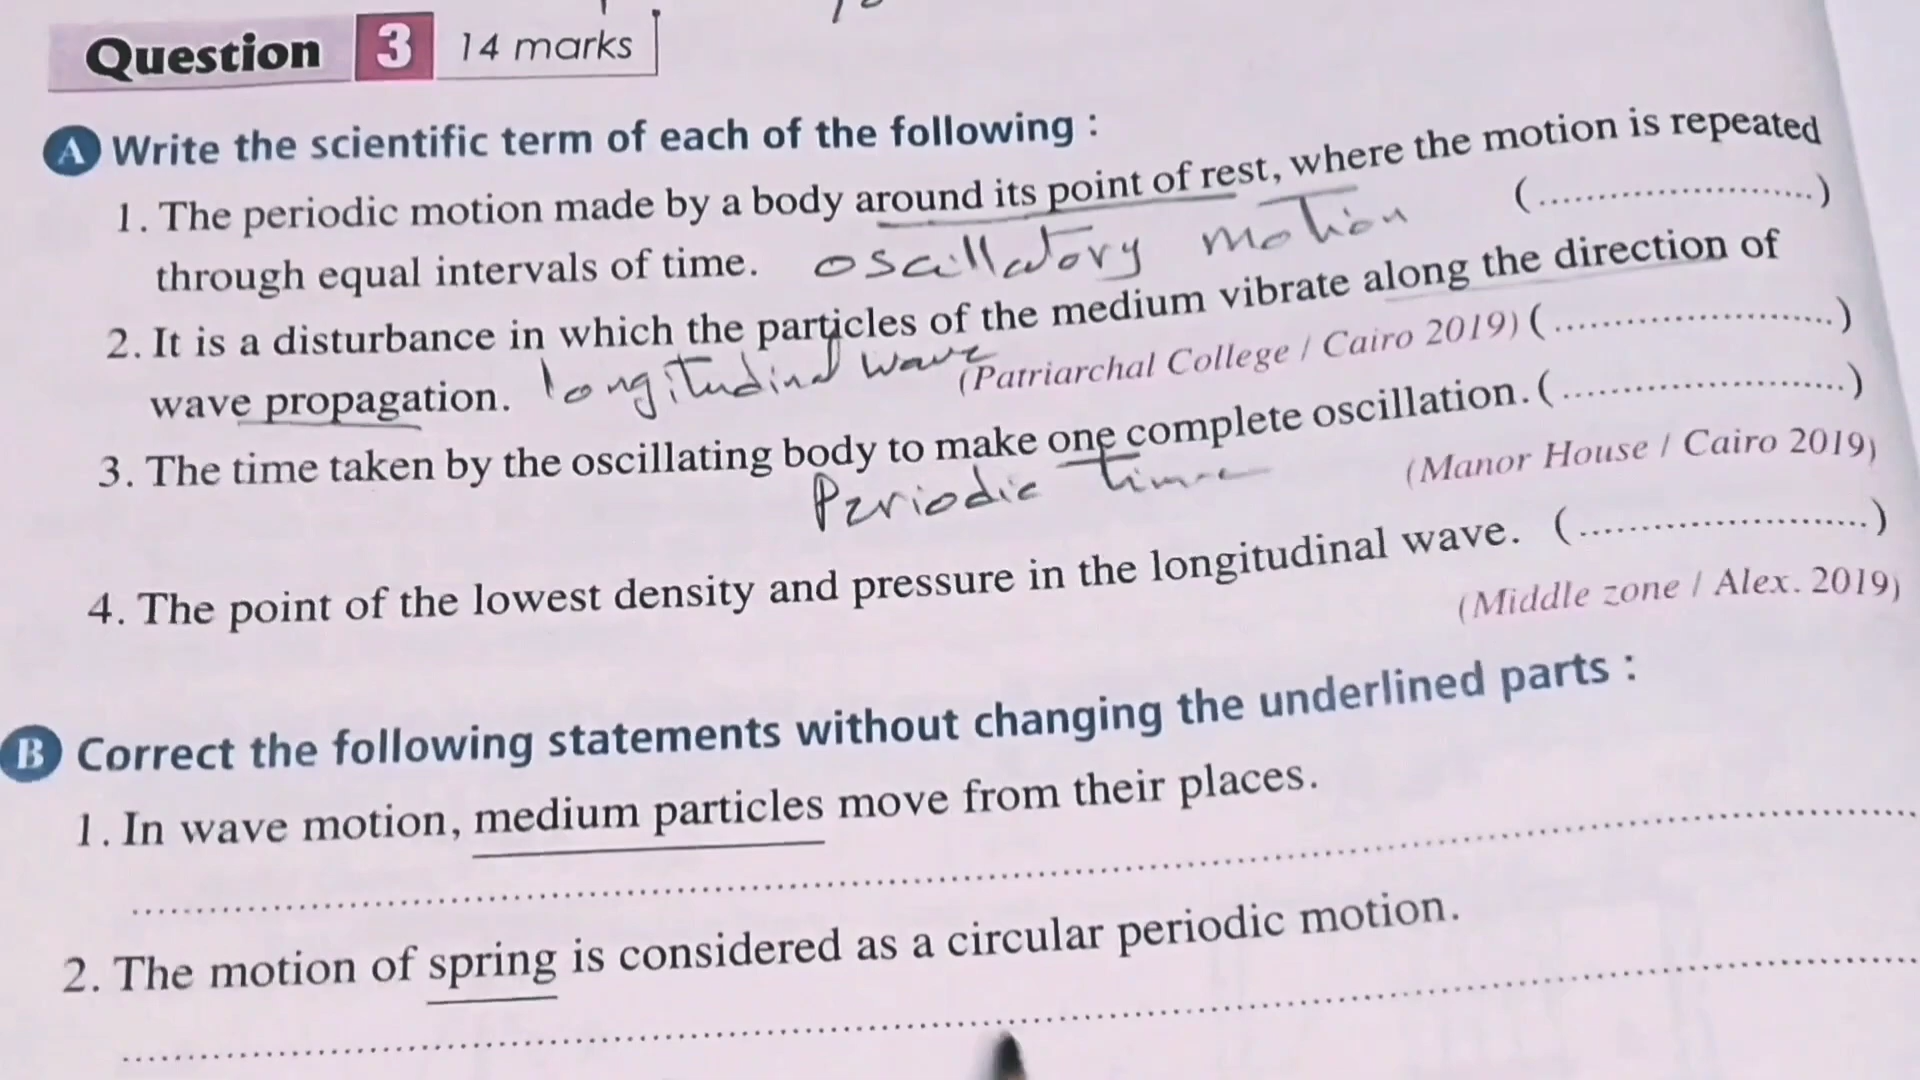 Question 3 14 marks
A Write the scientific term of each of the following :
1. The periodic motion made by a body around its point of rest, where the motion is repeated
through equal intervals of time. oscillatory motion (........................)
2. It is a disturbance in which the particles of the medium vibrate along the direction of
wave propagation. longitudinal wave (Patriarchal College / Cairo 2019) (........................)
3. The time taken by the oscillating body to make one complete oscillation. (........................)
Periodic time (Manor House / Cairo 2019)
4. The point of the lowest density and pressure in the longitudinal wave. (........................)
(Middle zone / Alex. 2019)
B Correct the following statements without changing the underlined parts :
1. In wave motion, medium particles move from their places.
2. The motion of spring is considered as a circular periodic motion.